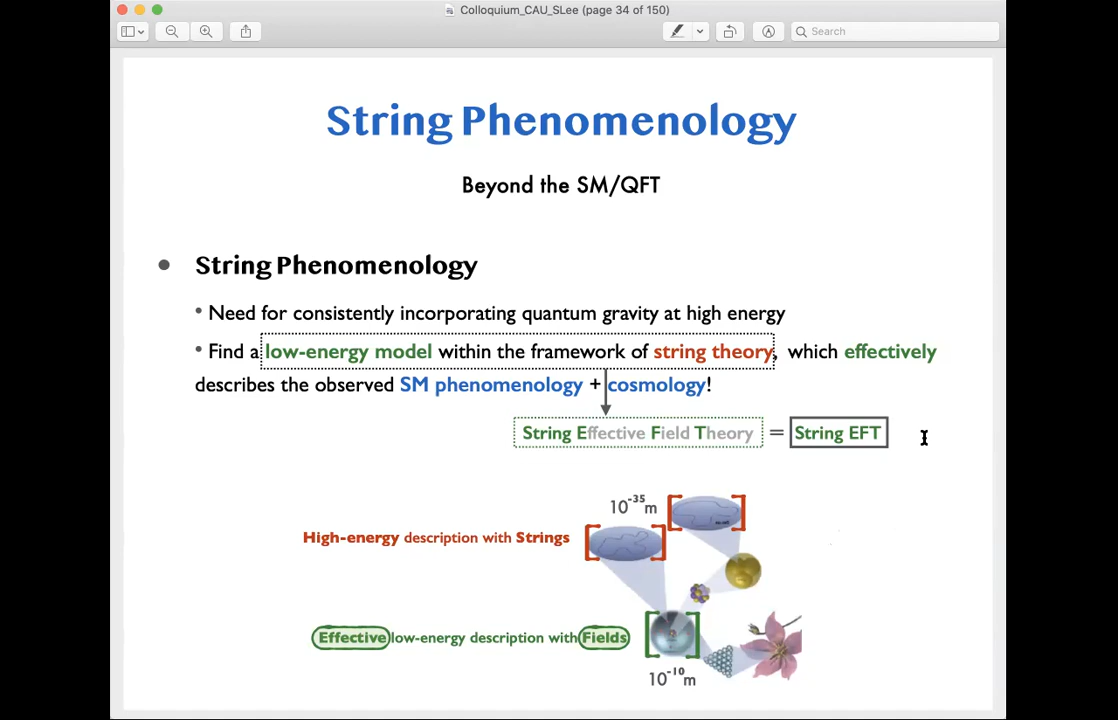 Colloquium_CAU_SLee (page 34 of 150)
Search
String Phenomenology
Beyond the SM/QFT
• String Phenomenology
• Need for consistently incorporating quantum gravity at high energy
• Find a low-energy model within the framework of string theory, which effectively
describes the observed SM phenomenology + cosmology!
String Effective Field Theory = String EFT
10⁻³⁵m
High-energy description with Strings
Effective low-energy description with Fields
10⁻¹⁰m